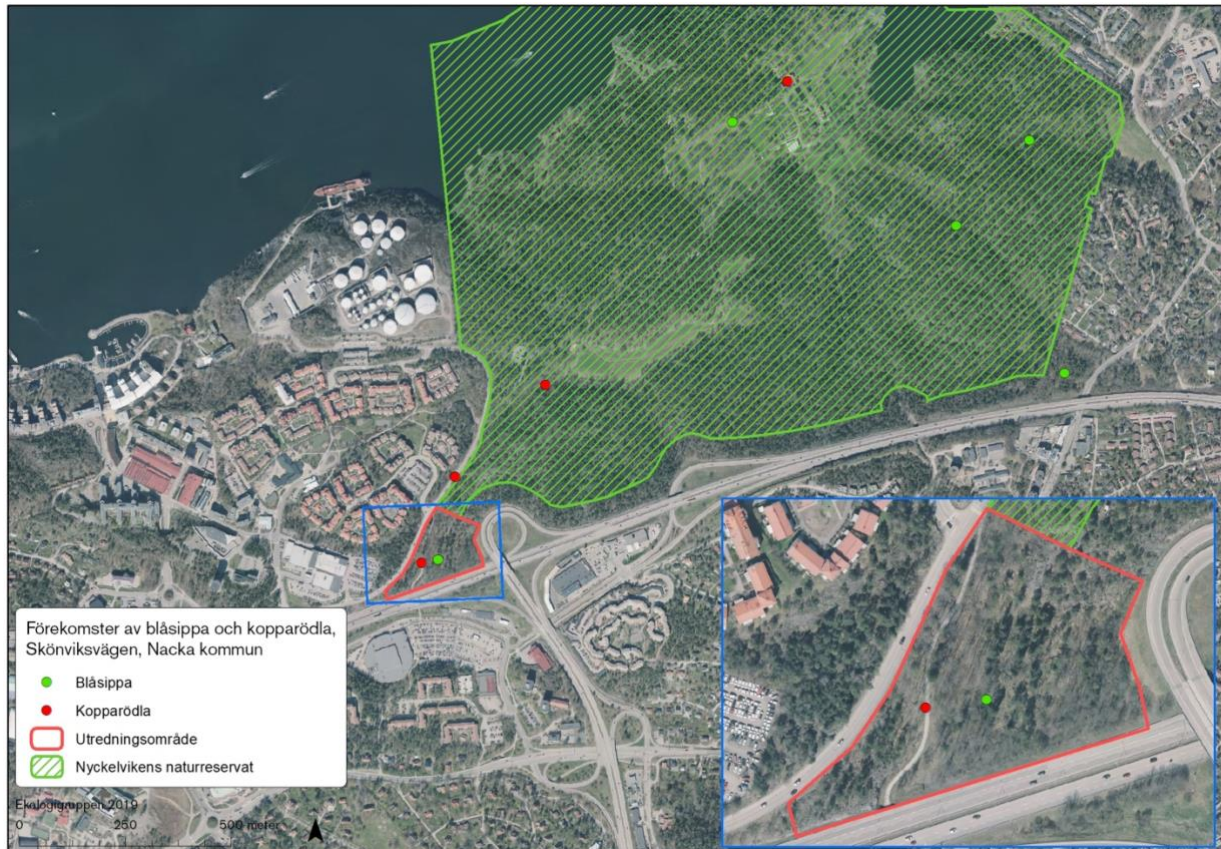 Förekomster av blåsippa och kopparödla,
Skönviksvägen, Nacka kommun
Blåsippa
Kopparödla
Utredningsområde
Nyckelvikens naturreservat
Ekologigruppen 2019
0 250 500 meter